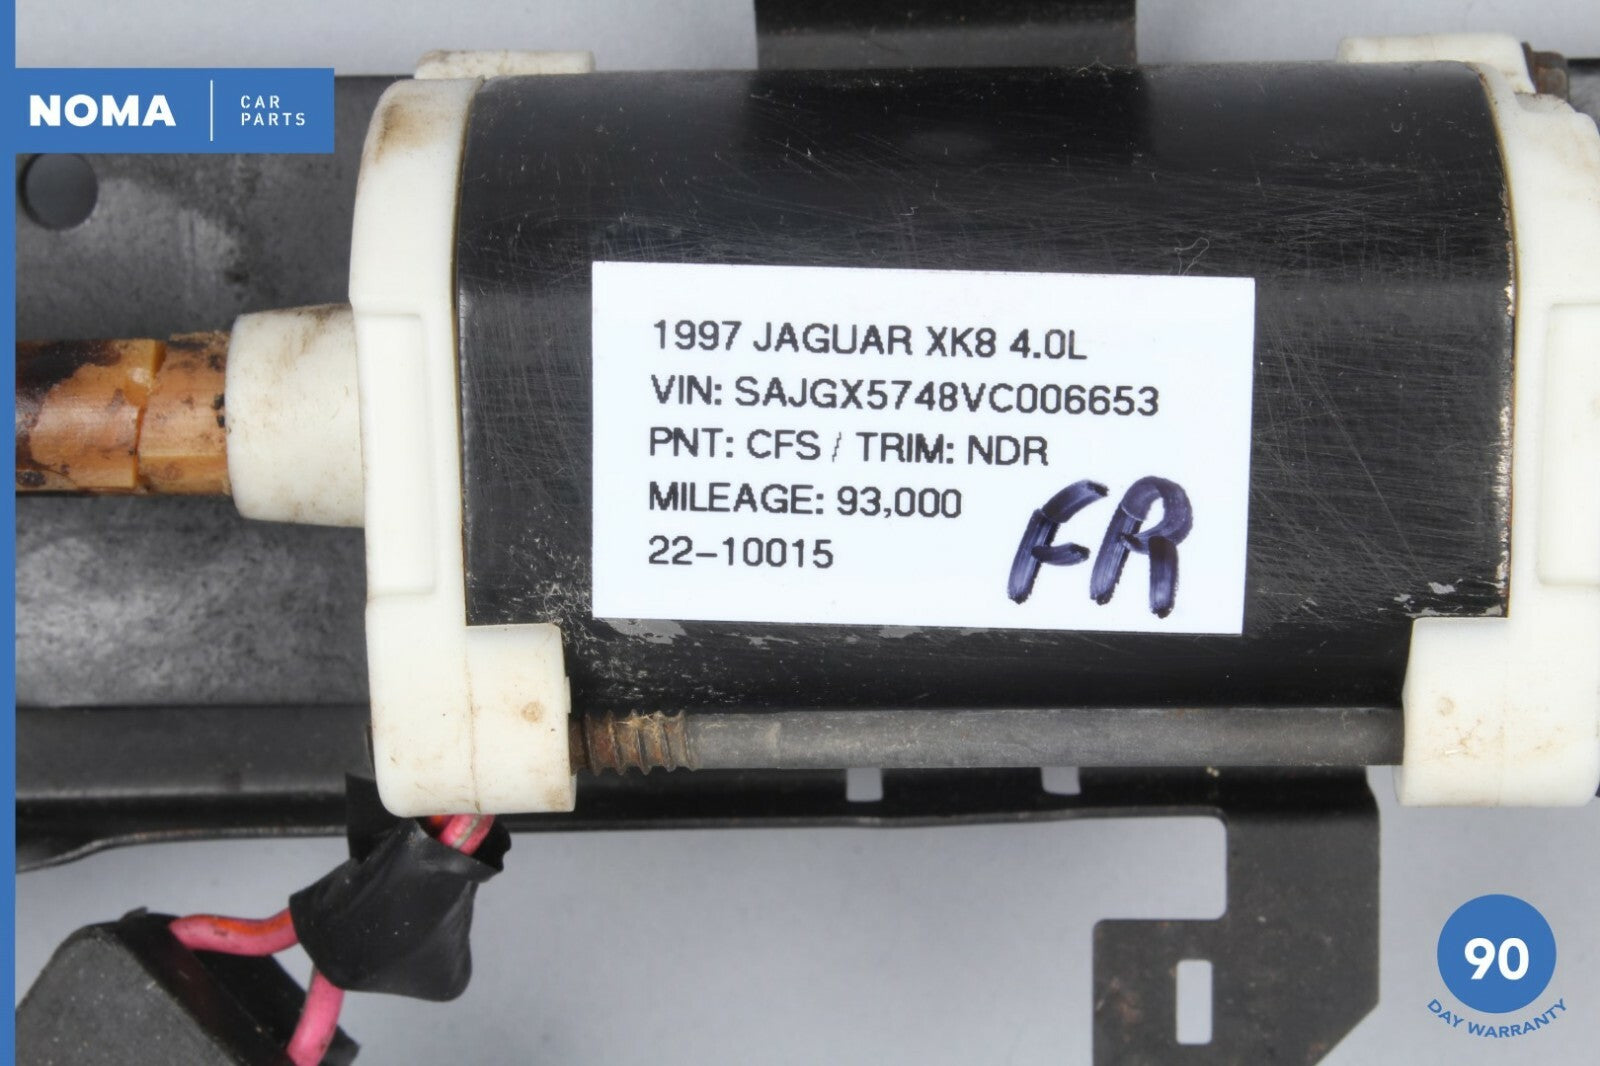 NOMA
CAR
PARTS
1997 JAGUAR XK8 4.0L
VIN: SAJGX5748VC006653
PNT: CFS / TRIM: NDR
MILEAGE: 93,000
22-10015
FR
90
DAY WARRANTY